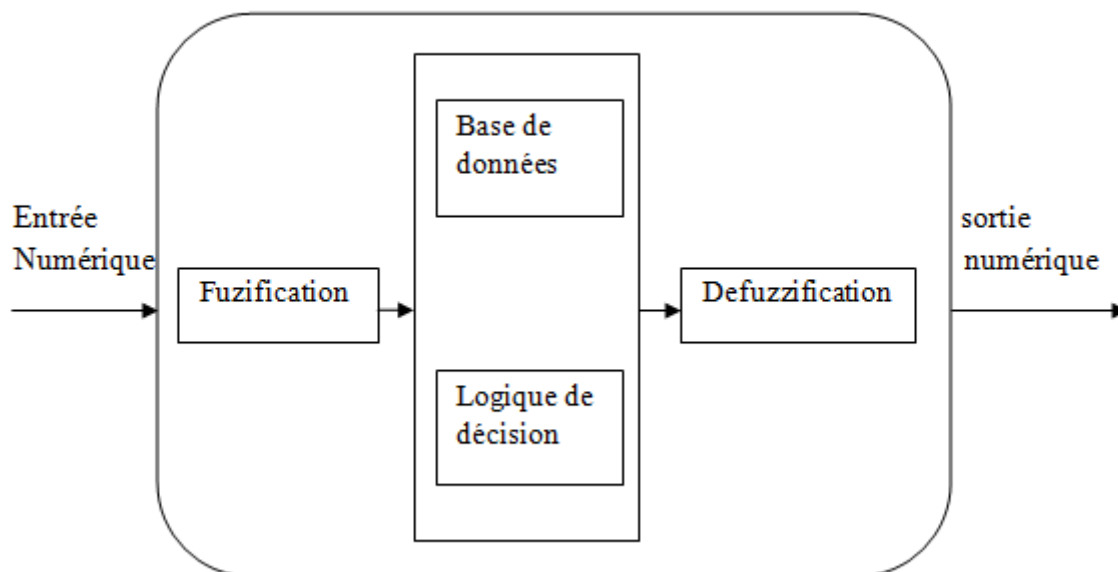 Entrée
Numérique
Fuzification
Base de
données
Logique de
décision
Defuzzification
sortie
numérique